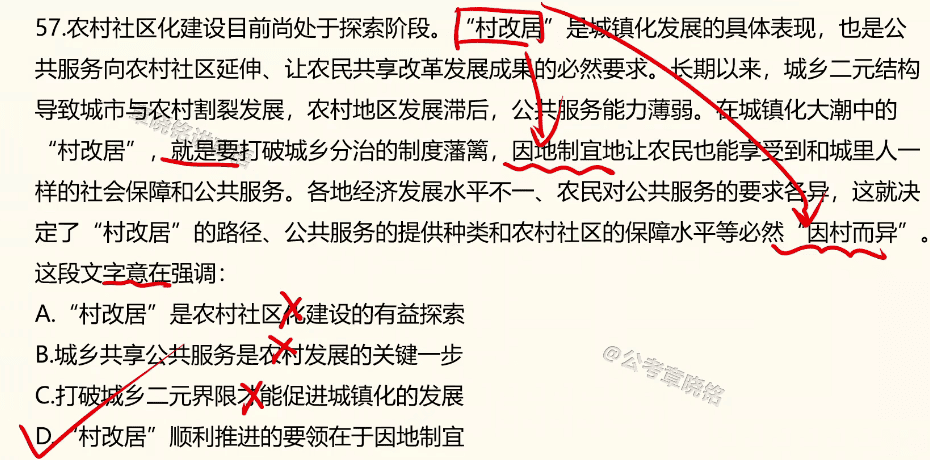 57.农村社区化建设目前尚处于探索阶段。“村改居”是城镇化发展的具体表现，也是公
共服务向农村社区延伸、让农民共享改革发展成果的必然要求。长期以来，城乡二元结构
导致城市与农村割裂发展，农村地区发展滞后，公共服务能力薄弱。在城镇化大潮中的
“村改居”，就是要打破城乡分治的制度藩篱，因地制宜地让农民也能享受到和城里人一
样的社会保障和公共服务。各地经济发展水平不一、农民对公共服务的要求各异，这就决
定了“村改居”的路径、公共服务的提供种类和农村社区的保障水平等必然“因村而异”。
这段文字意在强调：
A.“村改居”是农村社区化建设的有益探索
B.城乡共享公共服务是农村发展的关键一步
C.打破城乡二元界限才能促进城镇化的发展
D.“村改居”顺利推进的要领在于因地制宜
@公考章晓铭